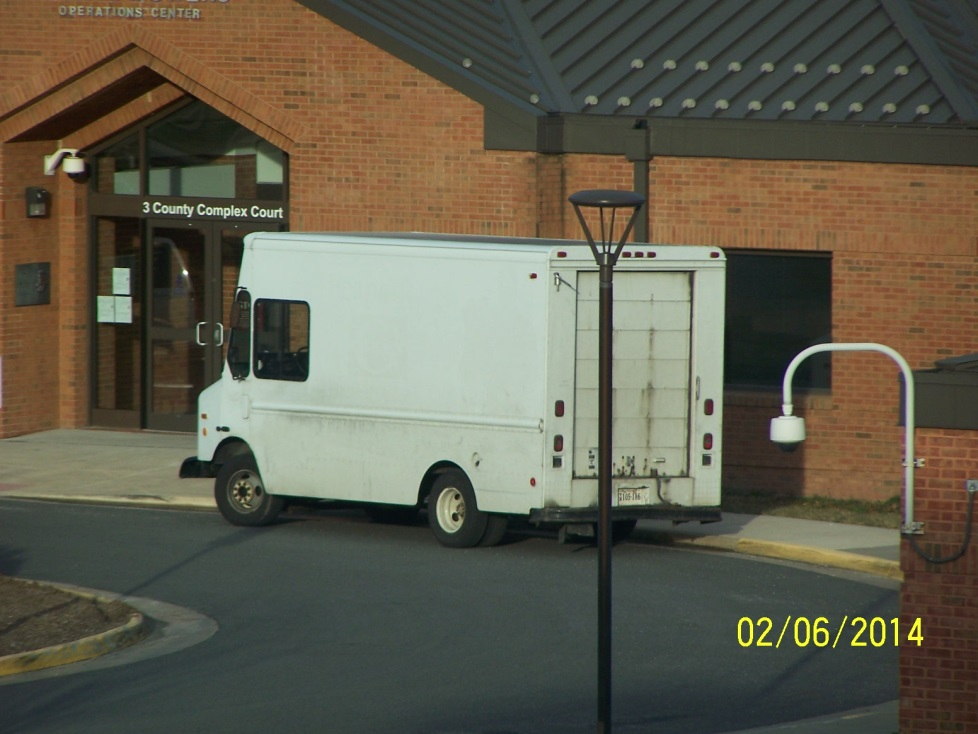 OPERATIONS CENTER
3 County Complex Court
02/06/2014